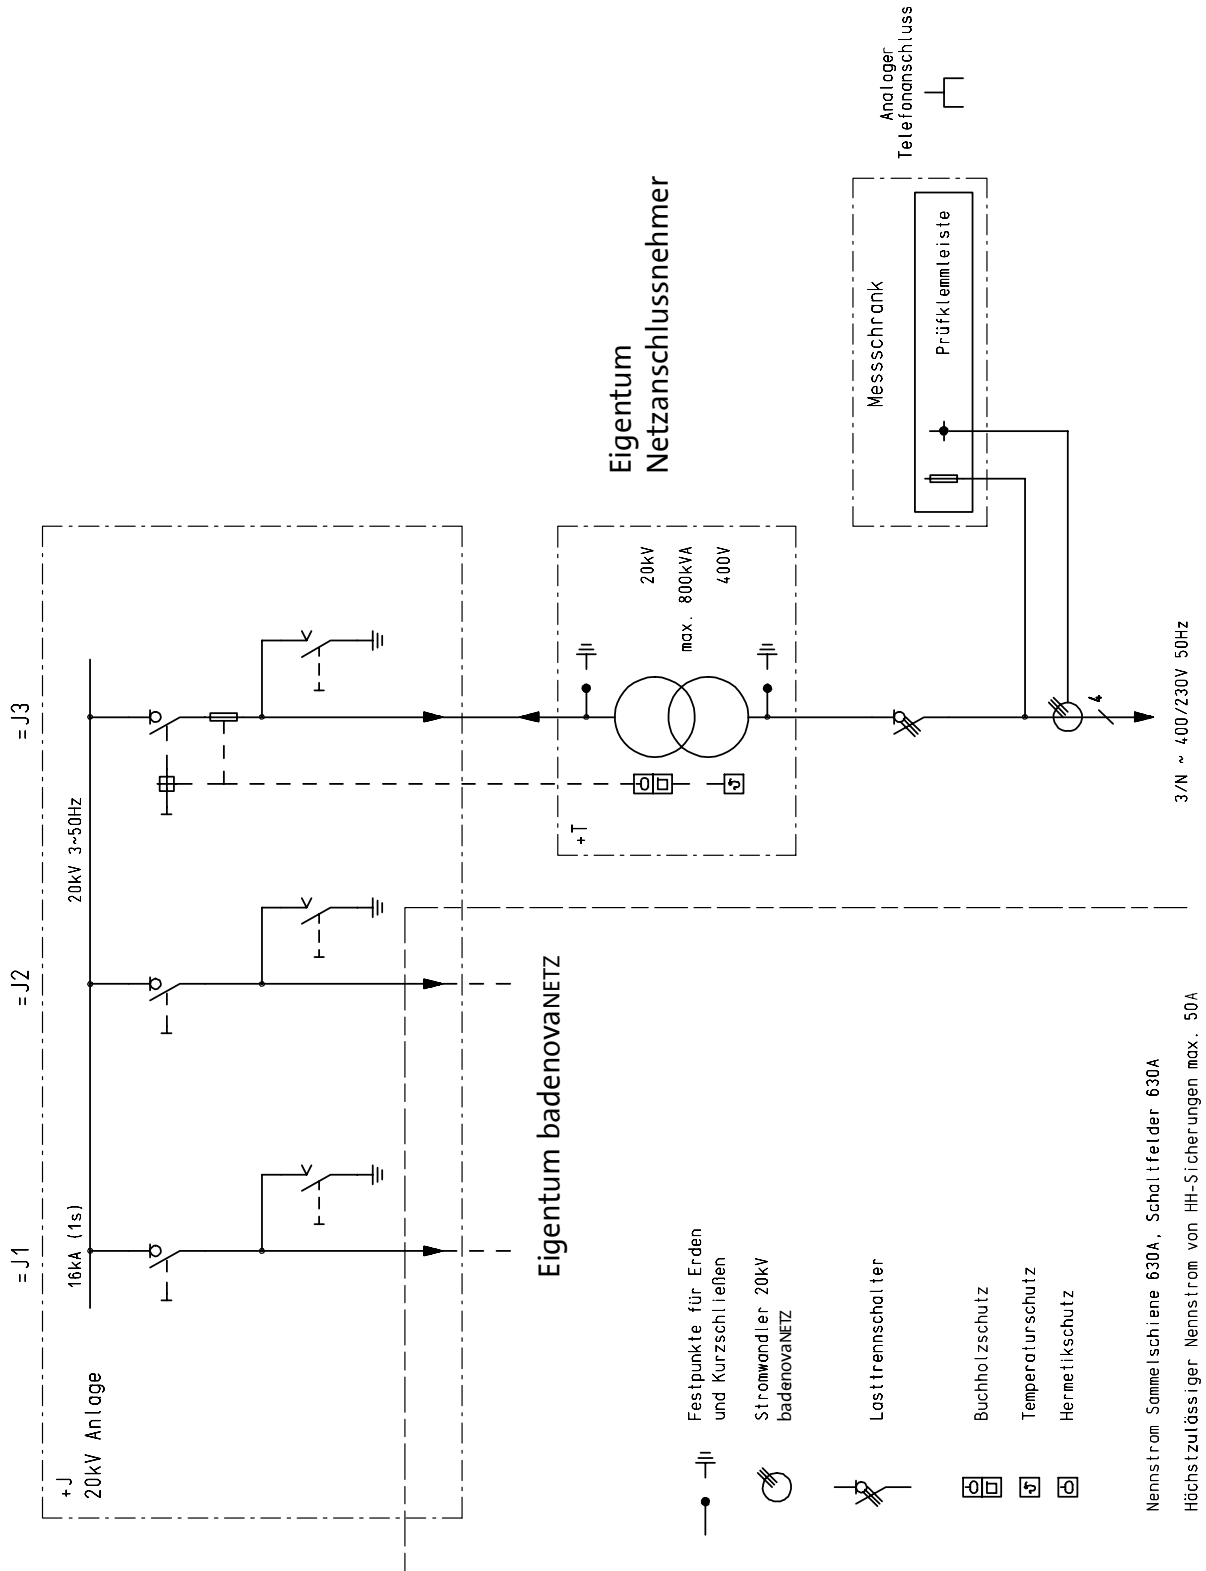 =J1
=J2
=J3
+J
20kV Anlage
16kA (1s)
20kV 3~50Hz
Eigentum badenovaNETZ
Eigentum
Netzanschlussnehmer
+T
20kV
max. 800kVA
400V
Messschrank
Prüfklemmleiste
Analoger
Telefonanschluss
4
3/N ~ 400/230V 50Hz
Festpunkte für Erden
und Kurzschließen
Stromwandler 20kV
badenovaNETZ
Lasttrennschalter
Buchholzschutz
Temperaturschutz
Hermetikschutz
Nennstrom Sammelschiene 630A, Schaltfelder 630A
Höchstzulässiger Nennstrom von HH-Sicherungen max. 50A